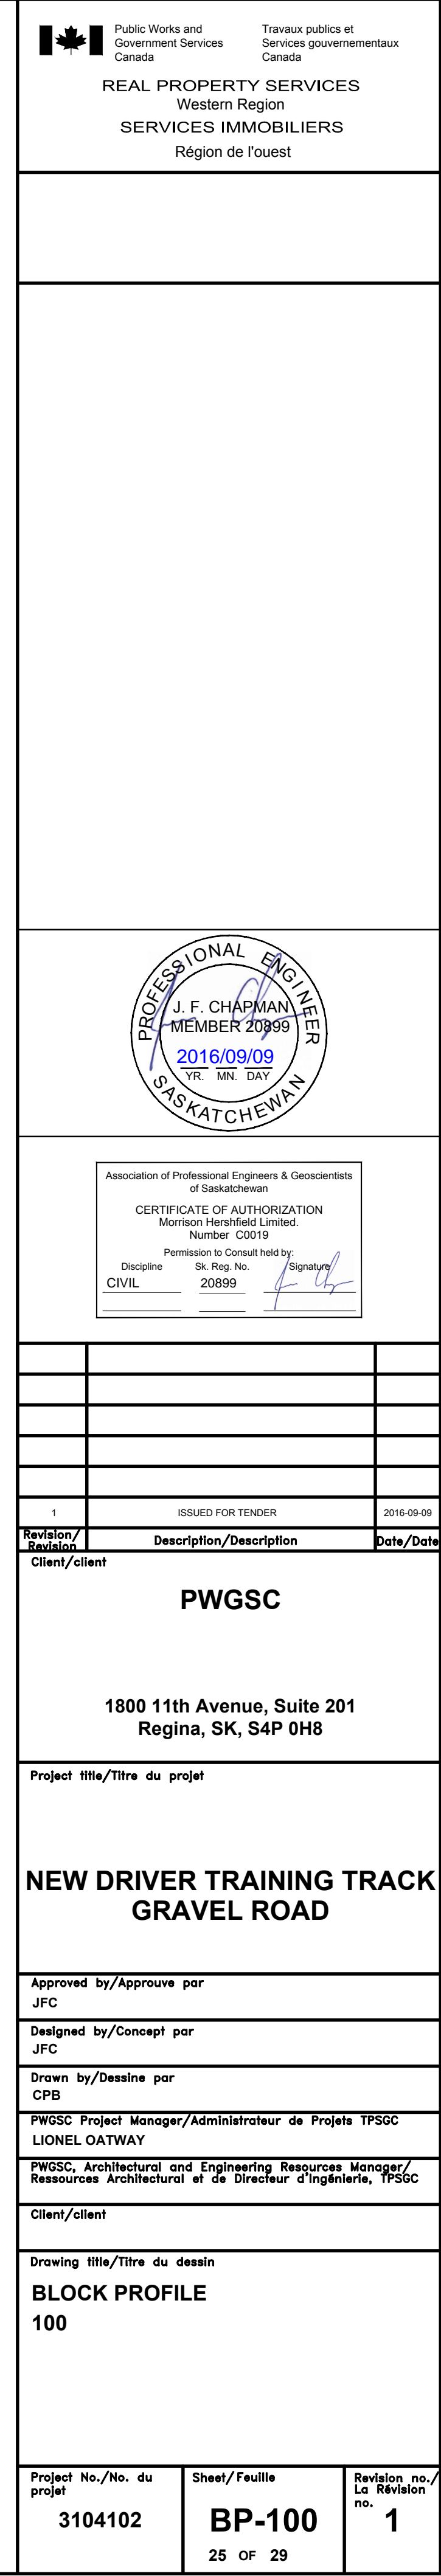 Public Works and
Government Services
Canada
Travaux publics et
Services gouvernementaux
Canada
REAL PROPERTY SERVICES
Western Region
SERVICES IMMOBILIERS
Région de l'ouest
PROFESSIONAL ENGINEER
J. F. CHAPMAN
MEMBER 20899
2016/09/09
YR. MN. DAY
SASKATCHEWAN
Association of Professional Engineers & Geoscientists
of Saskatchewan
CERTIFICATE OF AUTHORIZATION
Morrison Hershfield Limited.
Number C0019
Permission to Consult held by:
Discipline Sk. Reg. No. Signature
CIVIL 20899
1 ISSUED FOR TENDER 2016-09-09
Revision/
Revision
Description/Description
Date/Date
Client/client
PWGSC
1800 11th Avenue, Suite 201
Regina, SK, S4P 0H8
Project title/Titre du projet
NEW DRIVER TRAINING TRACK
GRAVEL ROAD
Approved by/Approuve par
JFC
Designed by/Concept par
JFC
Drawn by/Dessine par
CPB
PWGSC Project Manager/Administrateur de Projets TPSGC
LIONEL OATWAY
PWGSC, Architectural and Engineering Resources Manager/
Ressources Architectural et de Directeur d'Ingénierie, TPSGC
Client/client
Drawing title/Titre du dessin
BLOCK PROFILE
100
Project No./No. du
projet
3104102
Sheet/Feuille
BP-100
25 OF 29
Revision no./
La Révision
no.
1